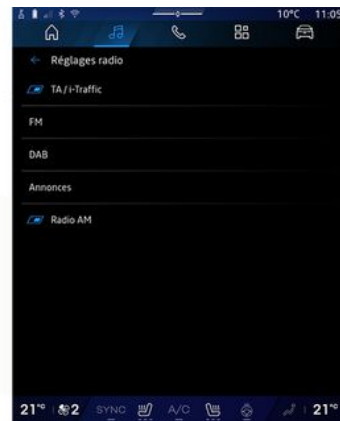 10°C 11:05
Réglages radio
TA / i-Traffic
FM
DAB
Annonces
Radio AM
21°C 2 SYNC A/C 21°C